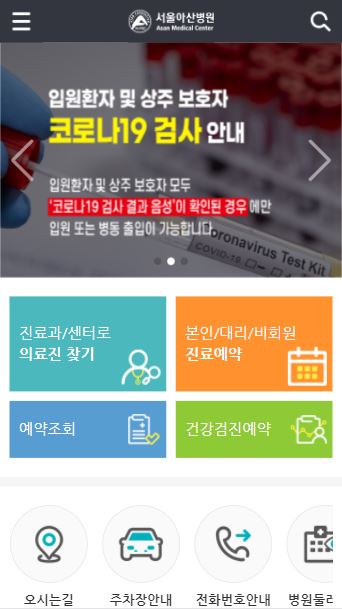 서울아산병원
Asan Medical Center
입원환자 및 상주 보호자
코로나19 검사 안내
입원환자 및 상주 보호자 모두
'코로나19 검사 결과 음성'이 확인된 경우에만
입원 또는 병동 출입이 가능합니다.
Coronavirus Test Kit
COVID-19
진료과/센터로
의료진 찾기
본인/대리/비회원
진료예약
예약조회
건강검진예약
오시는길
주차장안내
전화번호안내
병원둘러